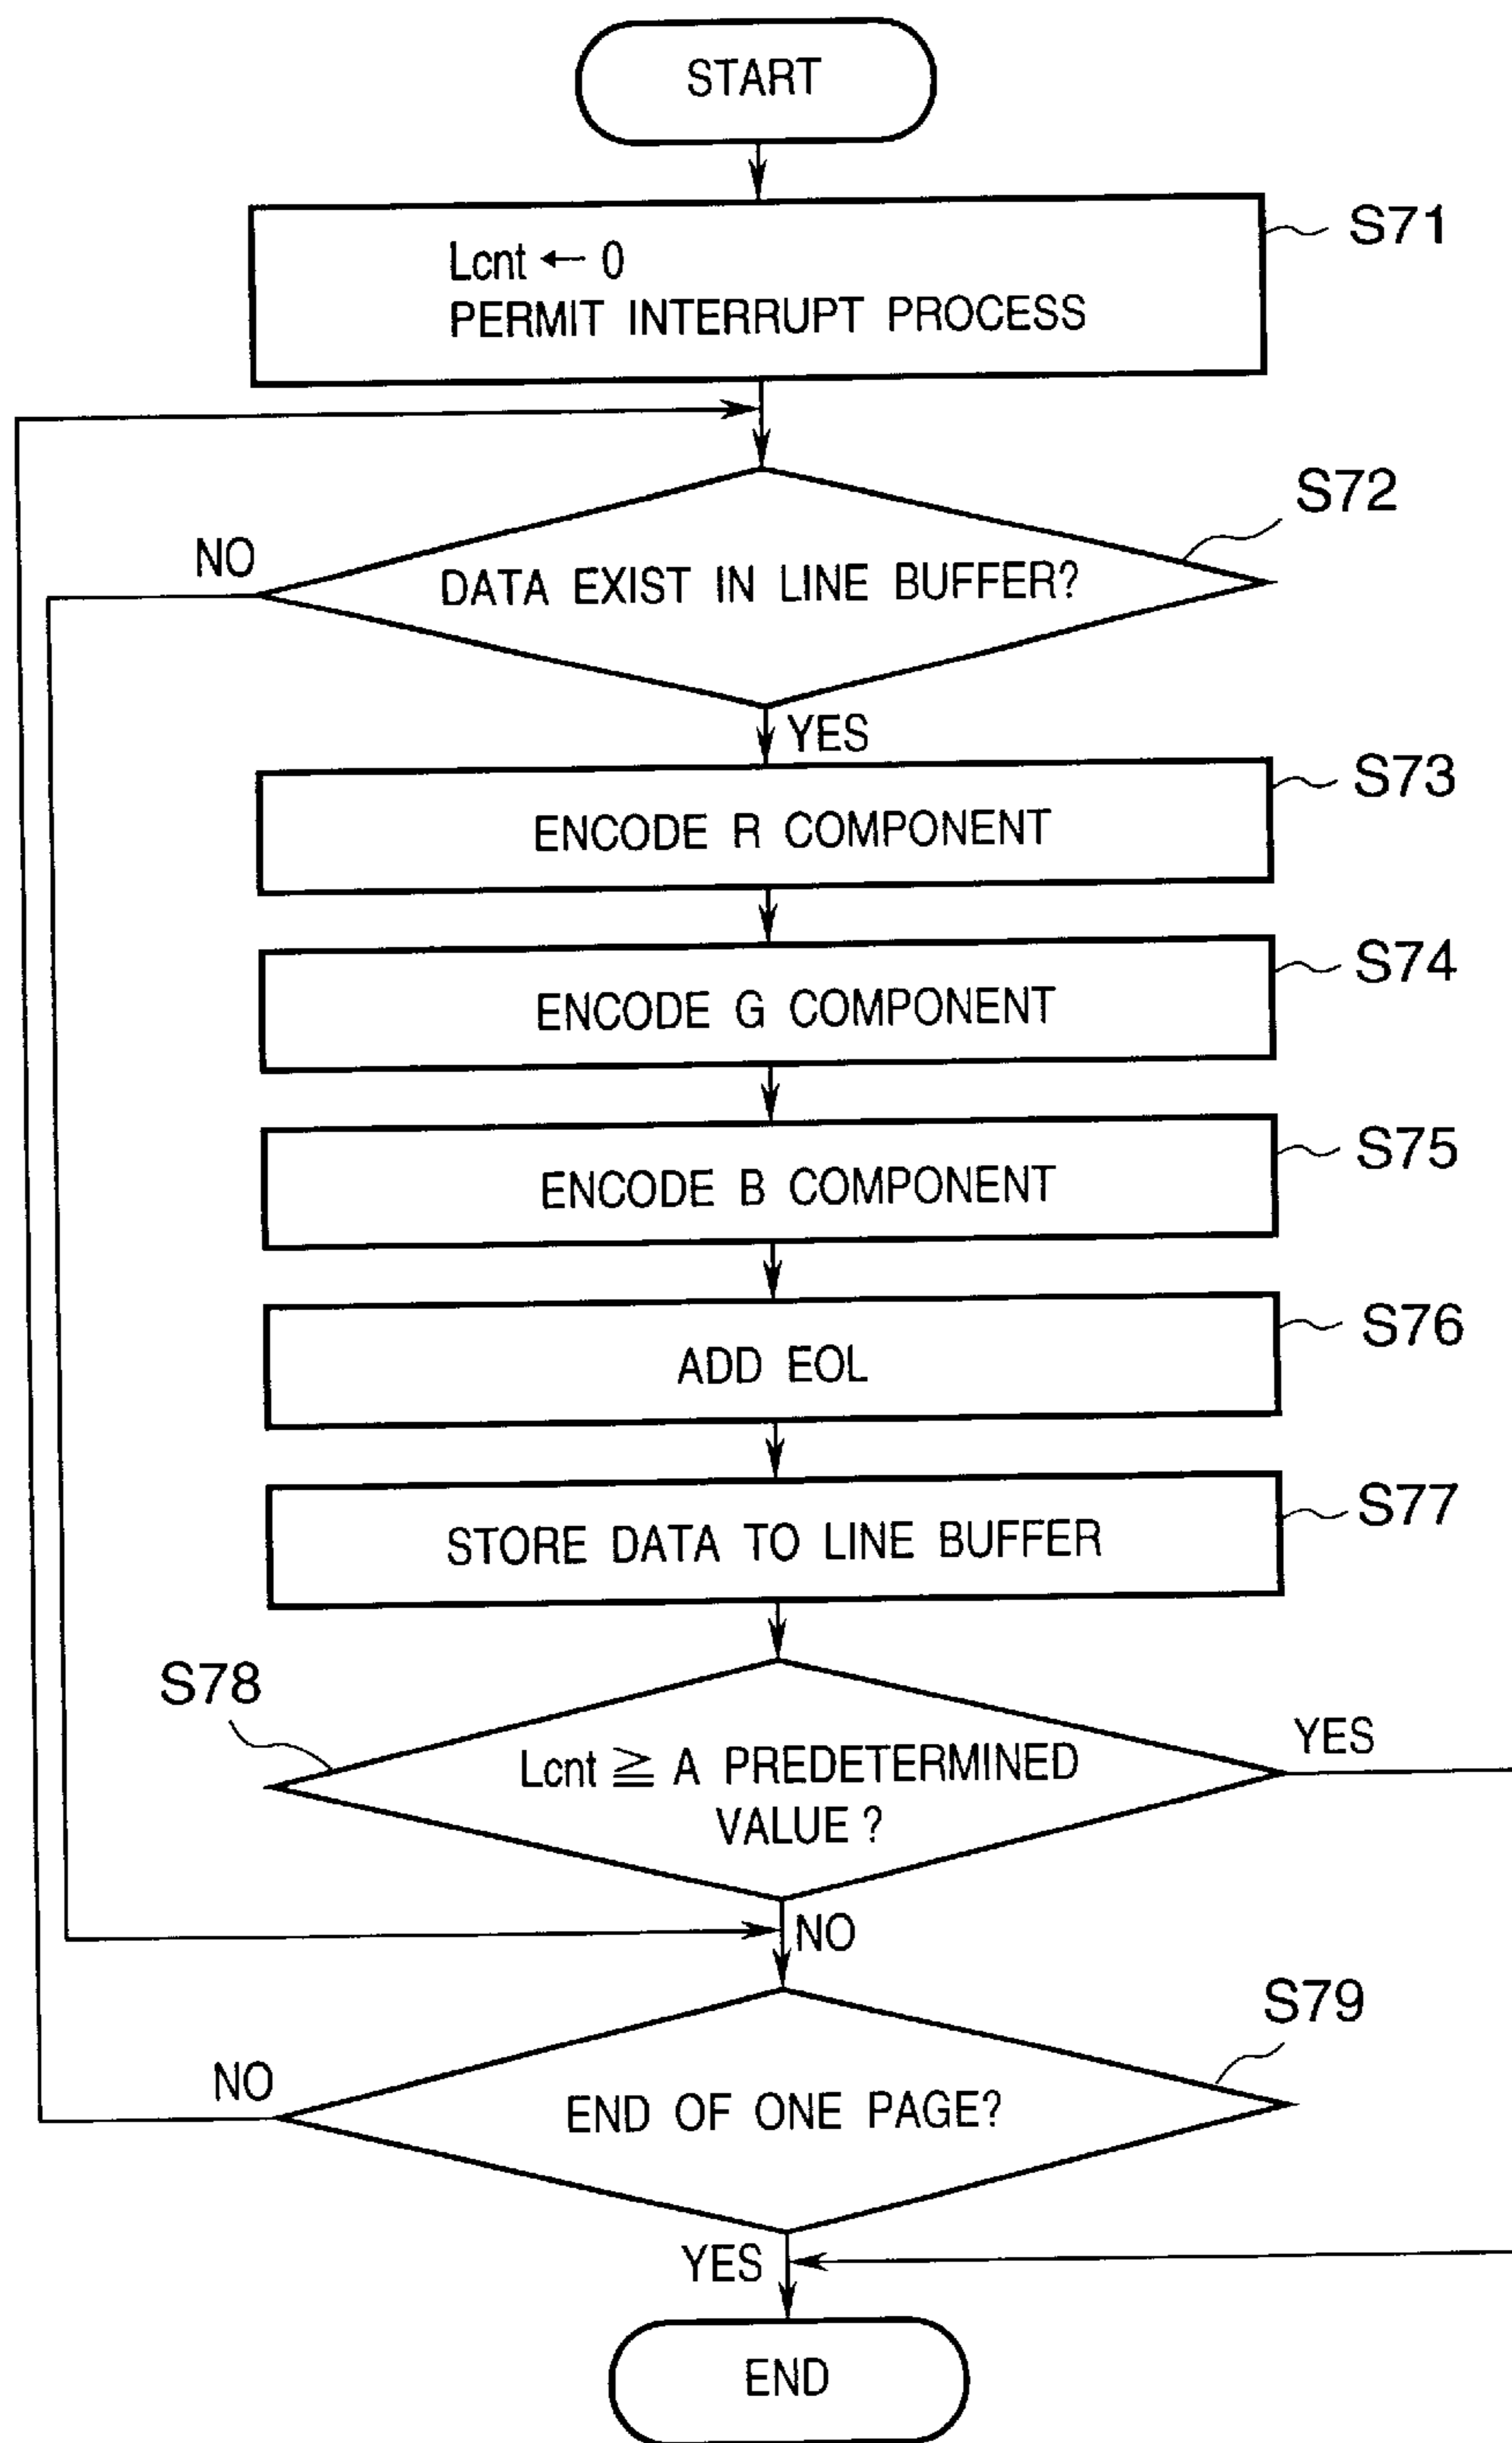 START
S71
Lcnt ← 0
PERMIT INTERRUPT PROCESS
S72
NO
DATA EXIST IN LINE BUFFER?
YES
S73
ENCODE R COMPONENT
S74
ENCODE G COMPONENT
S75
ENCODE B COMPONENT
S76
ADD EOL
S77
STORE DATA TO LINE BUFFER
S78
YES
Lcnt ≧ A PREDETERMINED
VALUE ?
NO
S79
NO
END OF ONE PAGE?
YES
END